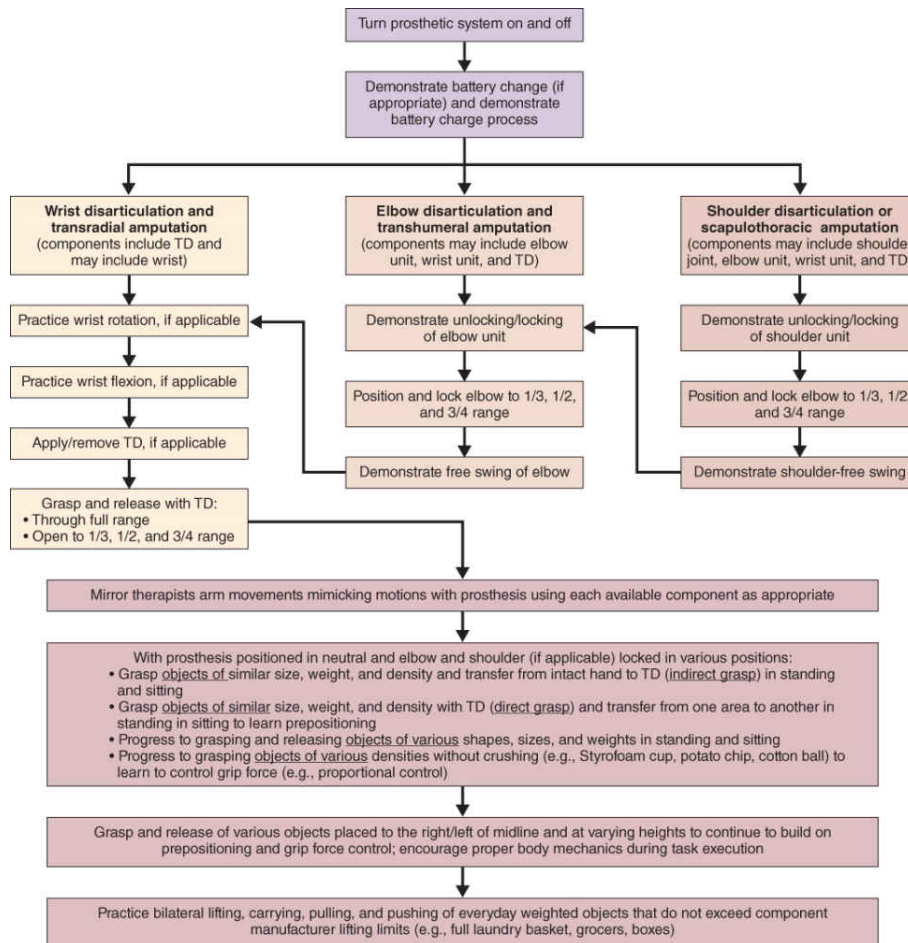 Turn prosthetic system on and off
Demonstrate battery change (if
appropriate) and demonstrate
battery charge process
Wrist disarticulation and
transradial amputation
(components include TD and
may include wrist)
Practice wrist rotation, if applicable
Practice wrist flexion, if applicable
Apply/remove TD, if applicable
Grasp and release with TD:
• Through full range
• Open to 1/3, 1/2, and 3/4 range
Elbow disarticulation and
transhumeral amputation
(components may include elbow
unit, wrist unit, and TD)
Demonstrate unlocking/locking
of elbow unit
Position and lock elbow to 1/3, 1/2,
and 3/4 range
Demonstrate free swing of elbow
Shoulder disarticulation or
scapulothoracic amputation
(components may include shoulde
joint, elbow unit, wrist unit, and TD
Demonstrate unlocking/locking
of shoulder unit
Position and lock elbow to 1/3, 1/2
and 3/4 range
Demonstrate shoulder-free swing
Mirror therapists arm movements mimicking motions with prosthesis using each available component as appropriate
With prosthesis positioned in neutral and elbow and shoulder (if applicable) locked in various positions:
• Grasp objects of similar size, weight, and density and transfer from intact hand to TD (indirect grasp) in standing
and sitting
• Grasp objects of similar size, weight, and density with TD (direct grasp) and transfer from one area to another in
standing in sitting to learn prepositioning
• Progress to grasping and releasing objects of various shapes, sizes, and weights in standing and sitting
• Progress to grasping objects of various densities without crushing (e.g., Styrofoam cup, potato chip, cotton ball) to
learn to control grip force (e.g., proportional control)
Grasp and release of various objects placed to the right/left of midline and at varying heights to continue to build on
prepositioning and grip force control; encourage proper body mechanics during task execution
Practice bilateral lifting, carrying, pulling, and pushing of everyday weighted objects that do not exceed component
manufacturer lifting limits (e.g., full laundry basket, grocers, boxes)